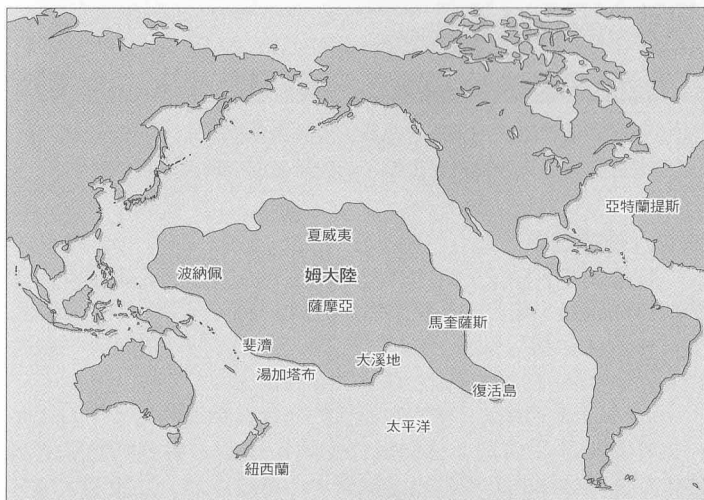 亞特蘭提斯
夏威夷
波納佩
姆大陸
薩摩亞
馬奎薩斯
斐濟
大溪地
湯加塔布
復活島
太平洋
紐西蘭